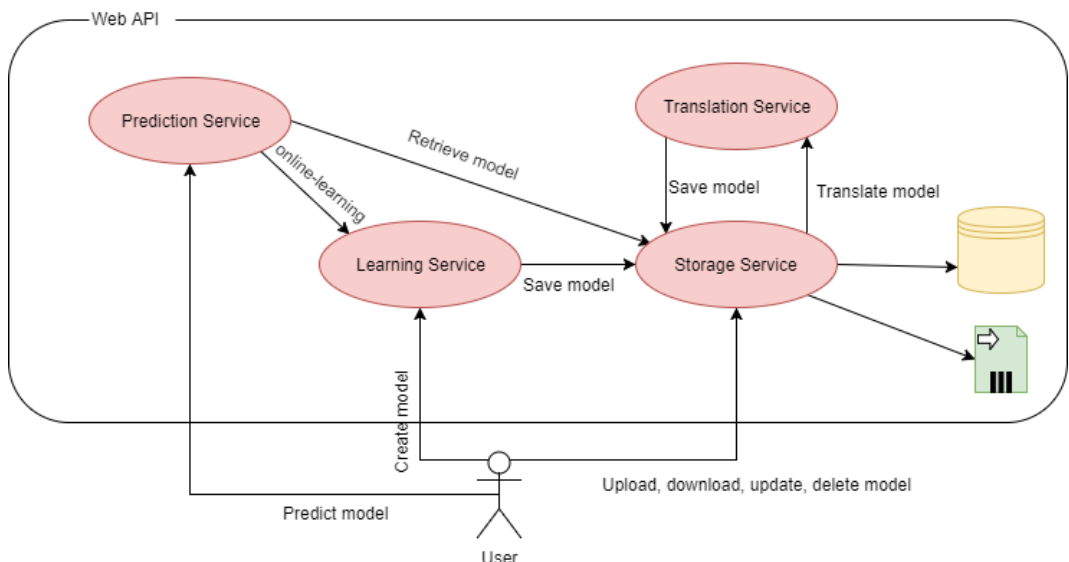 Web API
Prediction Service
Translation Service
Retrieve model
online-learning
Save model
Translate model
Learning Service
Save model
Storage Service
Create model
Upload, download, update, delete model
Predict model
User